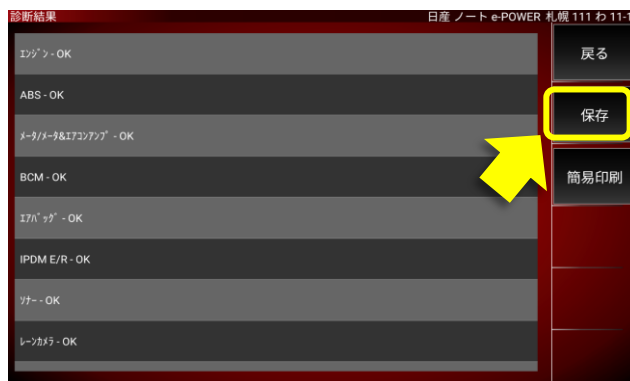 診断結果
日産 ノート e-POWER 札幌 111 わ 11-1
ｴﾝｼﾞﾝ - OK
ABS - OK
ﾒｰﾀ/ﾒｰﾀ&ｴｱｺﾝｱﾝﾌﾟ - OK
BCM - OK
ｴｱﾊﾞｯｸﾞ - OK
IPDM E/R - OK
ｿﾅｰ - OK
ﾚｰﾝｶﾒﾗ - OK
戻る
保存
簡易印刷